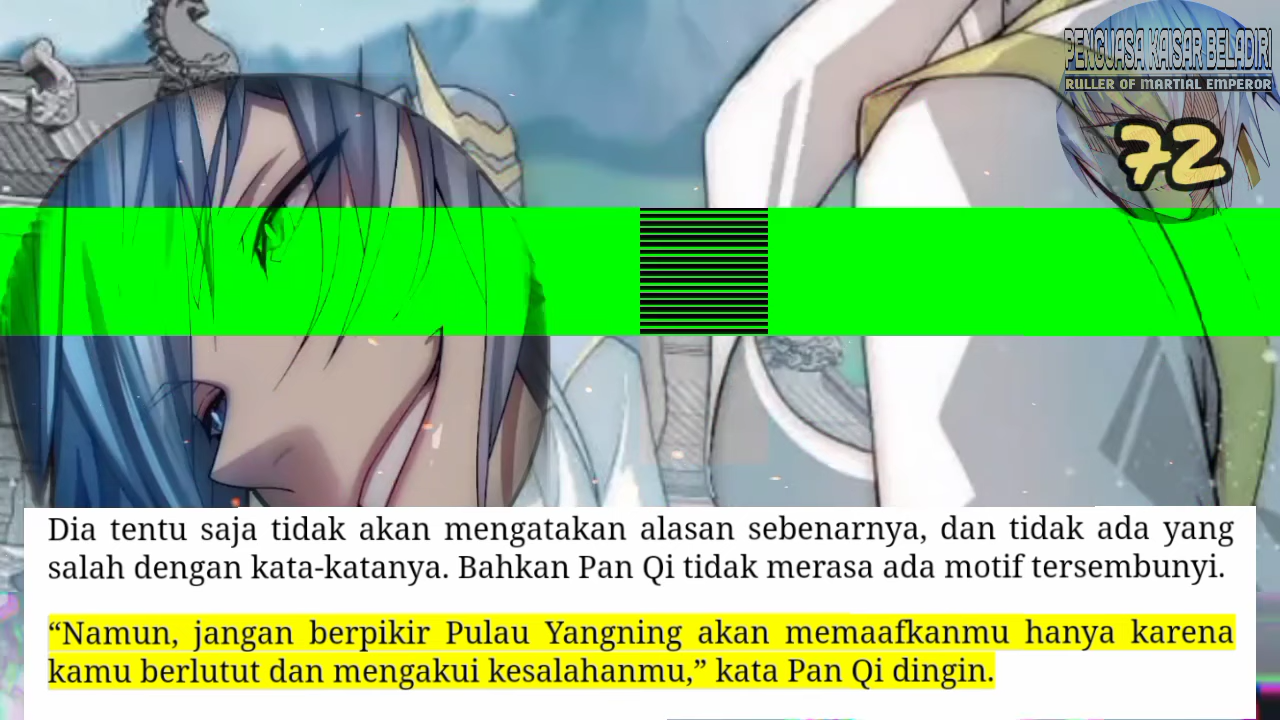 PENGUASA KAISAR BELADIRI
RULLER OF MARTIAL EMPEROR
72
Dia tentu saja tidak akan mengatakan alasan sebenarnya, dan tidak ada yang
salah dengan kata-katanya. Bahkan Pan Qi tidak merasa ada motif tersembunyi.
“Namun, jangan berpikir Pulau Yangning akan memaafkanmu hanya karena
kamu berlutut dan mengakui kesalahanmu,” kata Pan Qi dingin.